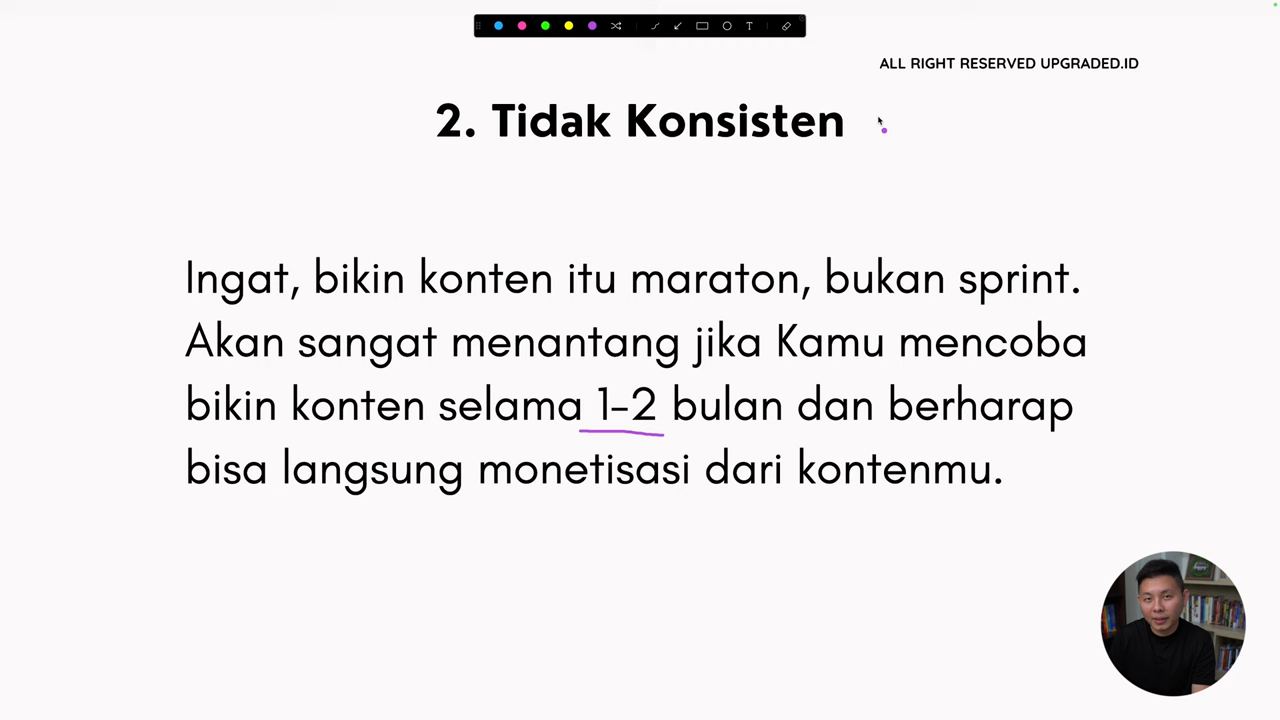 ALL RIGHT RESERVED UPGRADED.ID
2. Tidak Konsisten
Ingat, bikin konten itu maraton, bukan sprint.
Akan sangat menantang jika Kamu mencoba
bikin konten selama 1-2 bulan dan berharap
bisa langsung monetisasi dari kontenmu.